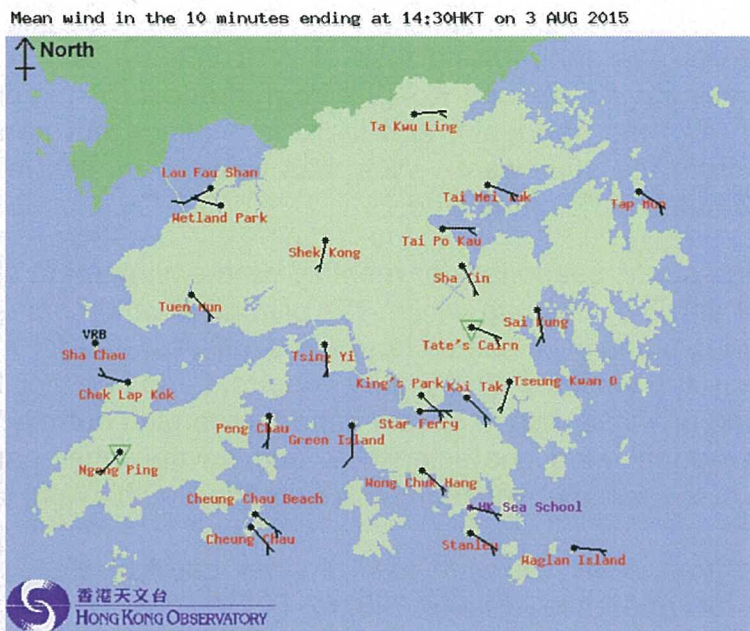 Mean wind in the 10 minutes ending at 14:30HKT on 3 AUG 2015
North
Ta Kwu Ling
Lau Fau Shan
Wetland Park
Tai Mei Tuk
Tap Mun
Shek Kong
Tai Po Kau
Sha Tin
Tuen Mun
Sai Kung
VRB
Sha Chau
Tsing Yi
Tate's Cairn
Chek Lap Kok
King's Park
Kai Tak
Tseung Kwan O
Peng Chau
Star Ferry
Green Island
Ngong Ping
Wong Chuk Hang
Cheung Chau Beach
HK Sea School
Cheung Chau
Stanley
Waglan Island
香港天文台
HONG KONG OBSERVATORY